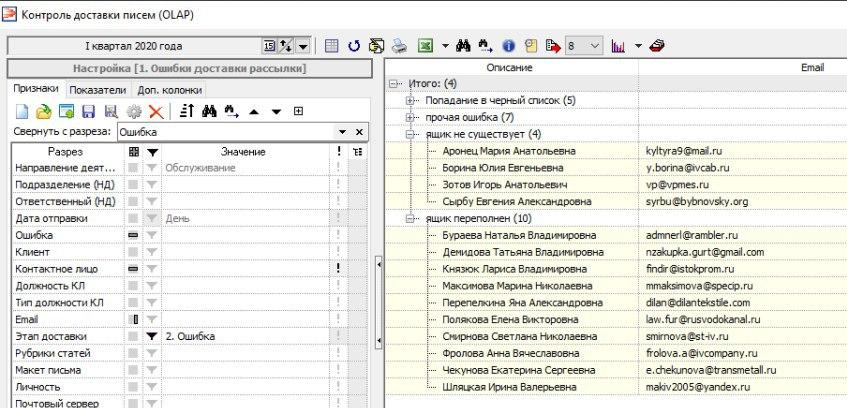 Контроль доставки писем (OLAP)
I квартал 2020 года
15
8
Настройка [1. Ошибки доставки рассылки]
Признаки Показатели Доп. колонки
Свернуть с разреза: Ошибка
Разрез Значение !
Направление деят... Обслуживание
Подразделение (НД)
Ответственный (НД)
Дата отправки День
Ошибка
Клиент
Контактное лицо
Должность КЛ
Тип должности КЛ
Email
Этап доставки 2. Ошибка
Рубрики статей
Макет письма
Личность
Почтовый сервер
Описание Email
Итого: (4)
Попадание в черный список (5)
прочая ошибка (7)
ящик не существует (4)
Аронец Мария Анатольевна kyltyra9@mail.ru
Борина Юлия Евгеньевна y.borina@ivcab.ru
Зотов Игорь Анатольевич vp@vpmes.ru
Сырбу Евгения Александровна syrbu@bybnovsky.org
ящик переполнен (10)
Бураева Наталья Владимировна admnerl@rambler.ru
Демидова Татьяна Владимировна nzakupka.gurt@gmail.com
Князюк Лариса Владимировна findir@istokprom.ru
Максимова Марина Николаевна mmaksimova@specip.ru
Перепелкина Яна Александровна dilan@dilantekstile.com
Полякова Елена Викторовна law.fur@rusvodokanal.ru
Смирнова Светлана Николаевна smirnova@st-iv.ru
Фролова Анна Вячеславовна frolova.a@ivcompany.ru
Чекунова Екатерина Сергеевна e.chekunova@transmetall.ru
Шляцкая Ирина Валерьевна makiv2005@yandex.ru